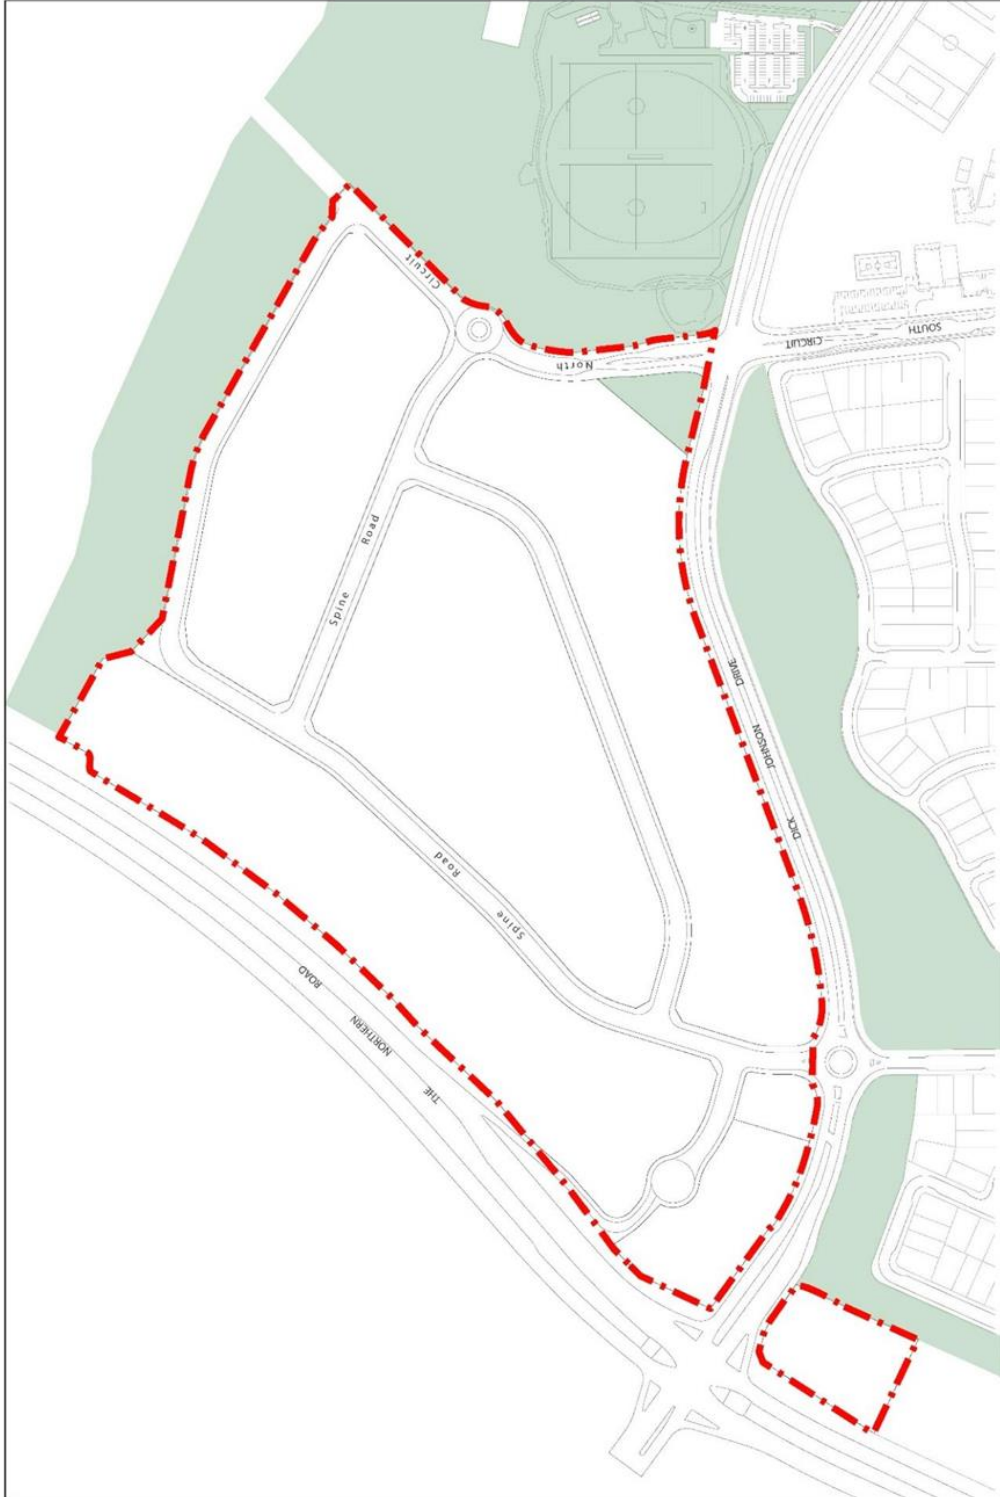 North
Circuit
SOUTH
CIRCUIT
Spine
Road
DICK
JOHNSON
DRIVE
Spine
Road
THE
NORTHERN
ROAD